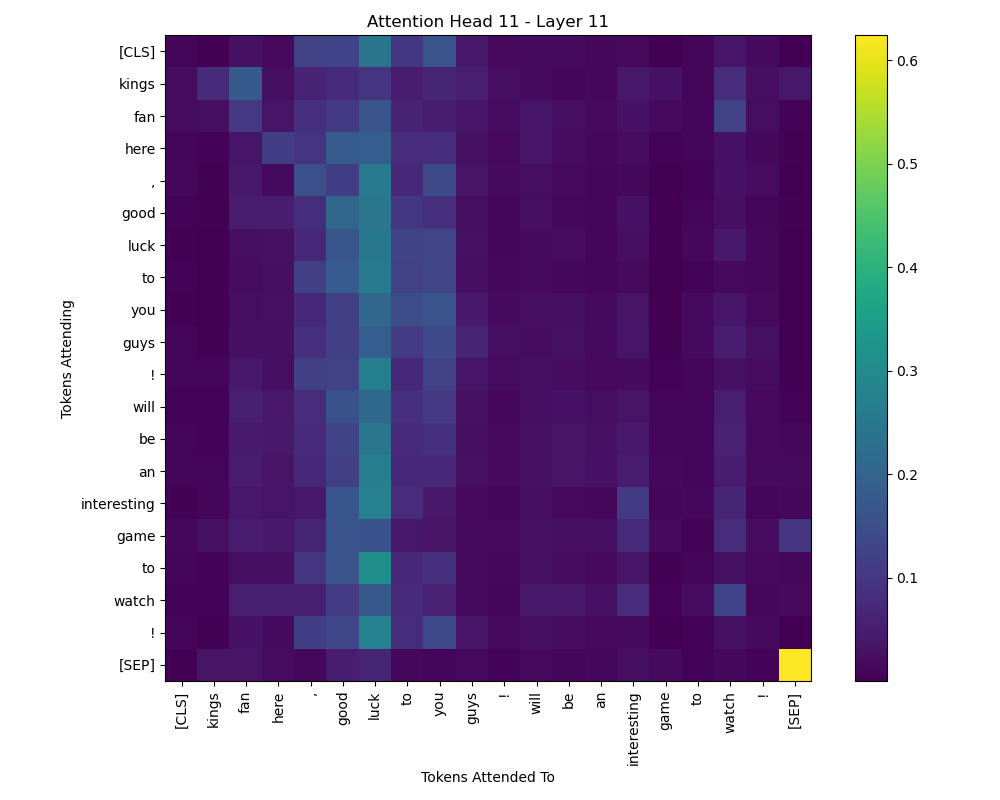 Attention Head 11 - Layer 11
Tokens Attending
[CLS]
kings
fan
here
,
good
luck
to
you
guys
!
will
be
an
interesting
game
to
watch
!
[SEP]
[CLS]
kings
fan
here
,
good
luck
to
you
guys
!
will
be
an
interesting
game
to
watch
!
[SEP]
Tokens Attended To
0.6
0.5
0.4
0.3
0.2
0.1